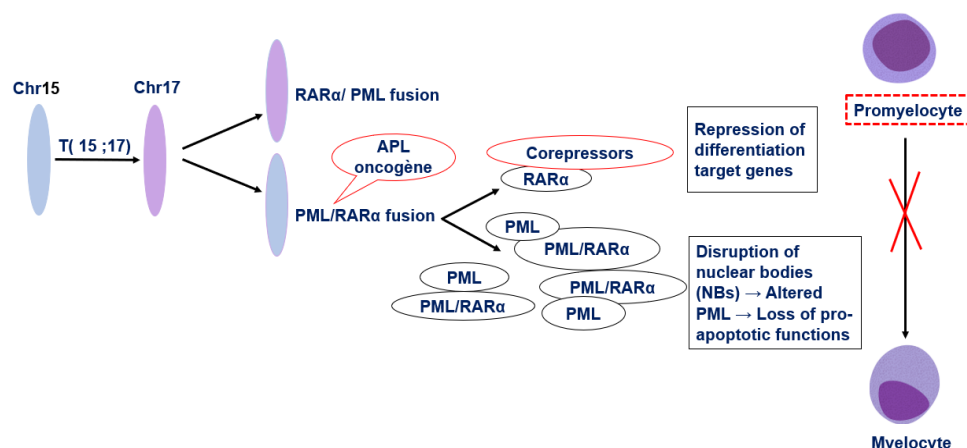 Chr15
Chr17
T( 15 ;17)
RARα/ PML fusion
APL
oncogène
PML/RARα fusion
Corepressors
RARα
PML
PML/RARα
PML
PML/RARα
PML/RARα
PML
Repression of
differentiation
target genes
Disruption of
nuclear bodies
(NBs) → Altered
PML → Loss of pro-
apoptotic functions
Promyelocyte
Myelocyte